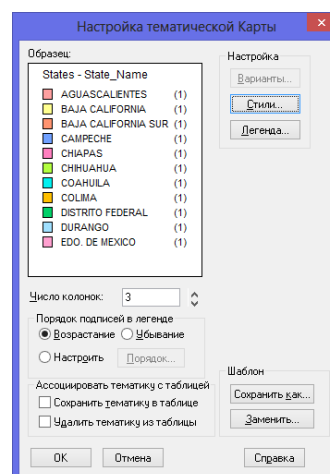 Настройка тематической Карты
Образец:
States - State_Name
AGUASCALIENTES (1)
BAJA CALIFORNIA (1)
BAJA CALIFORNIA SUR (1)
CAMPECHE (1)
CHIAPAS (1)
CHIHUAHUA (1)
COAHUILA (1)
COLIMA (1)
DISTRITO FEDERAL (1)
DURANGO (1)
EDO. DE MEXICO (1)
Настройка
Варианты...
Стили...
Легенда...
Число колонок: 3
Порядок подписей в легенде
Возрастание Убывание
Настроить Порядок...
Ассоциировать тематику с таблицей
Сохранить тематику в таблице
Удалить тематику из таблицы
Шаблон
Сохранить как...
Заменить...
ОК Отмена Справка